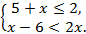 5 + x ≤ 2,
x − 6 < 2x.